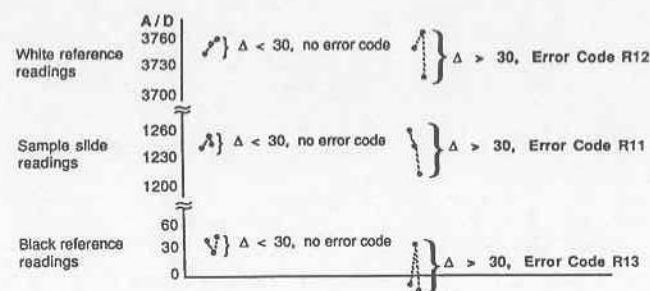 A/D
3760
White reference readings
3730
3700
Δ < 30, no error code
Δ > 30, Error Code R12
1260
Sample slide readings
1230
1200
Δ < 30, no error code
Δ > 30, Error Code R11
60
Black reference readings
30
0
Δ < 30, no error code
Δ > 30, Error Code R13